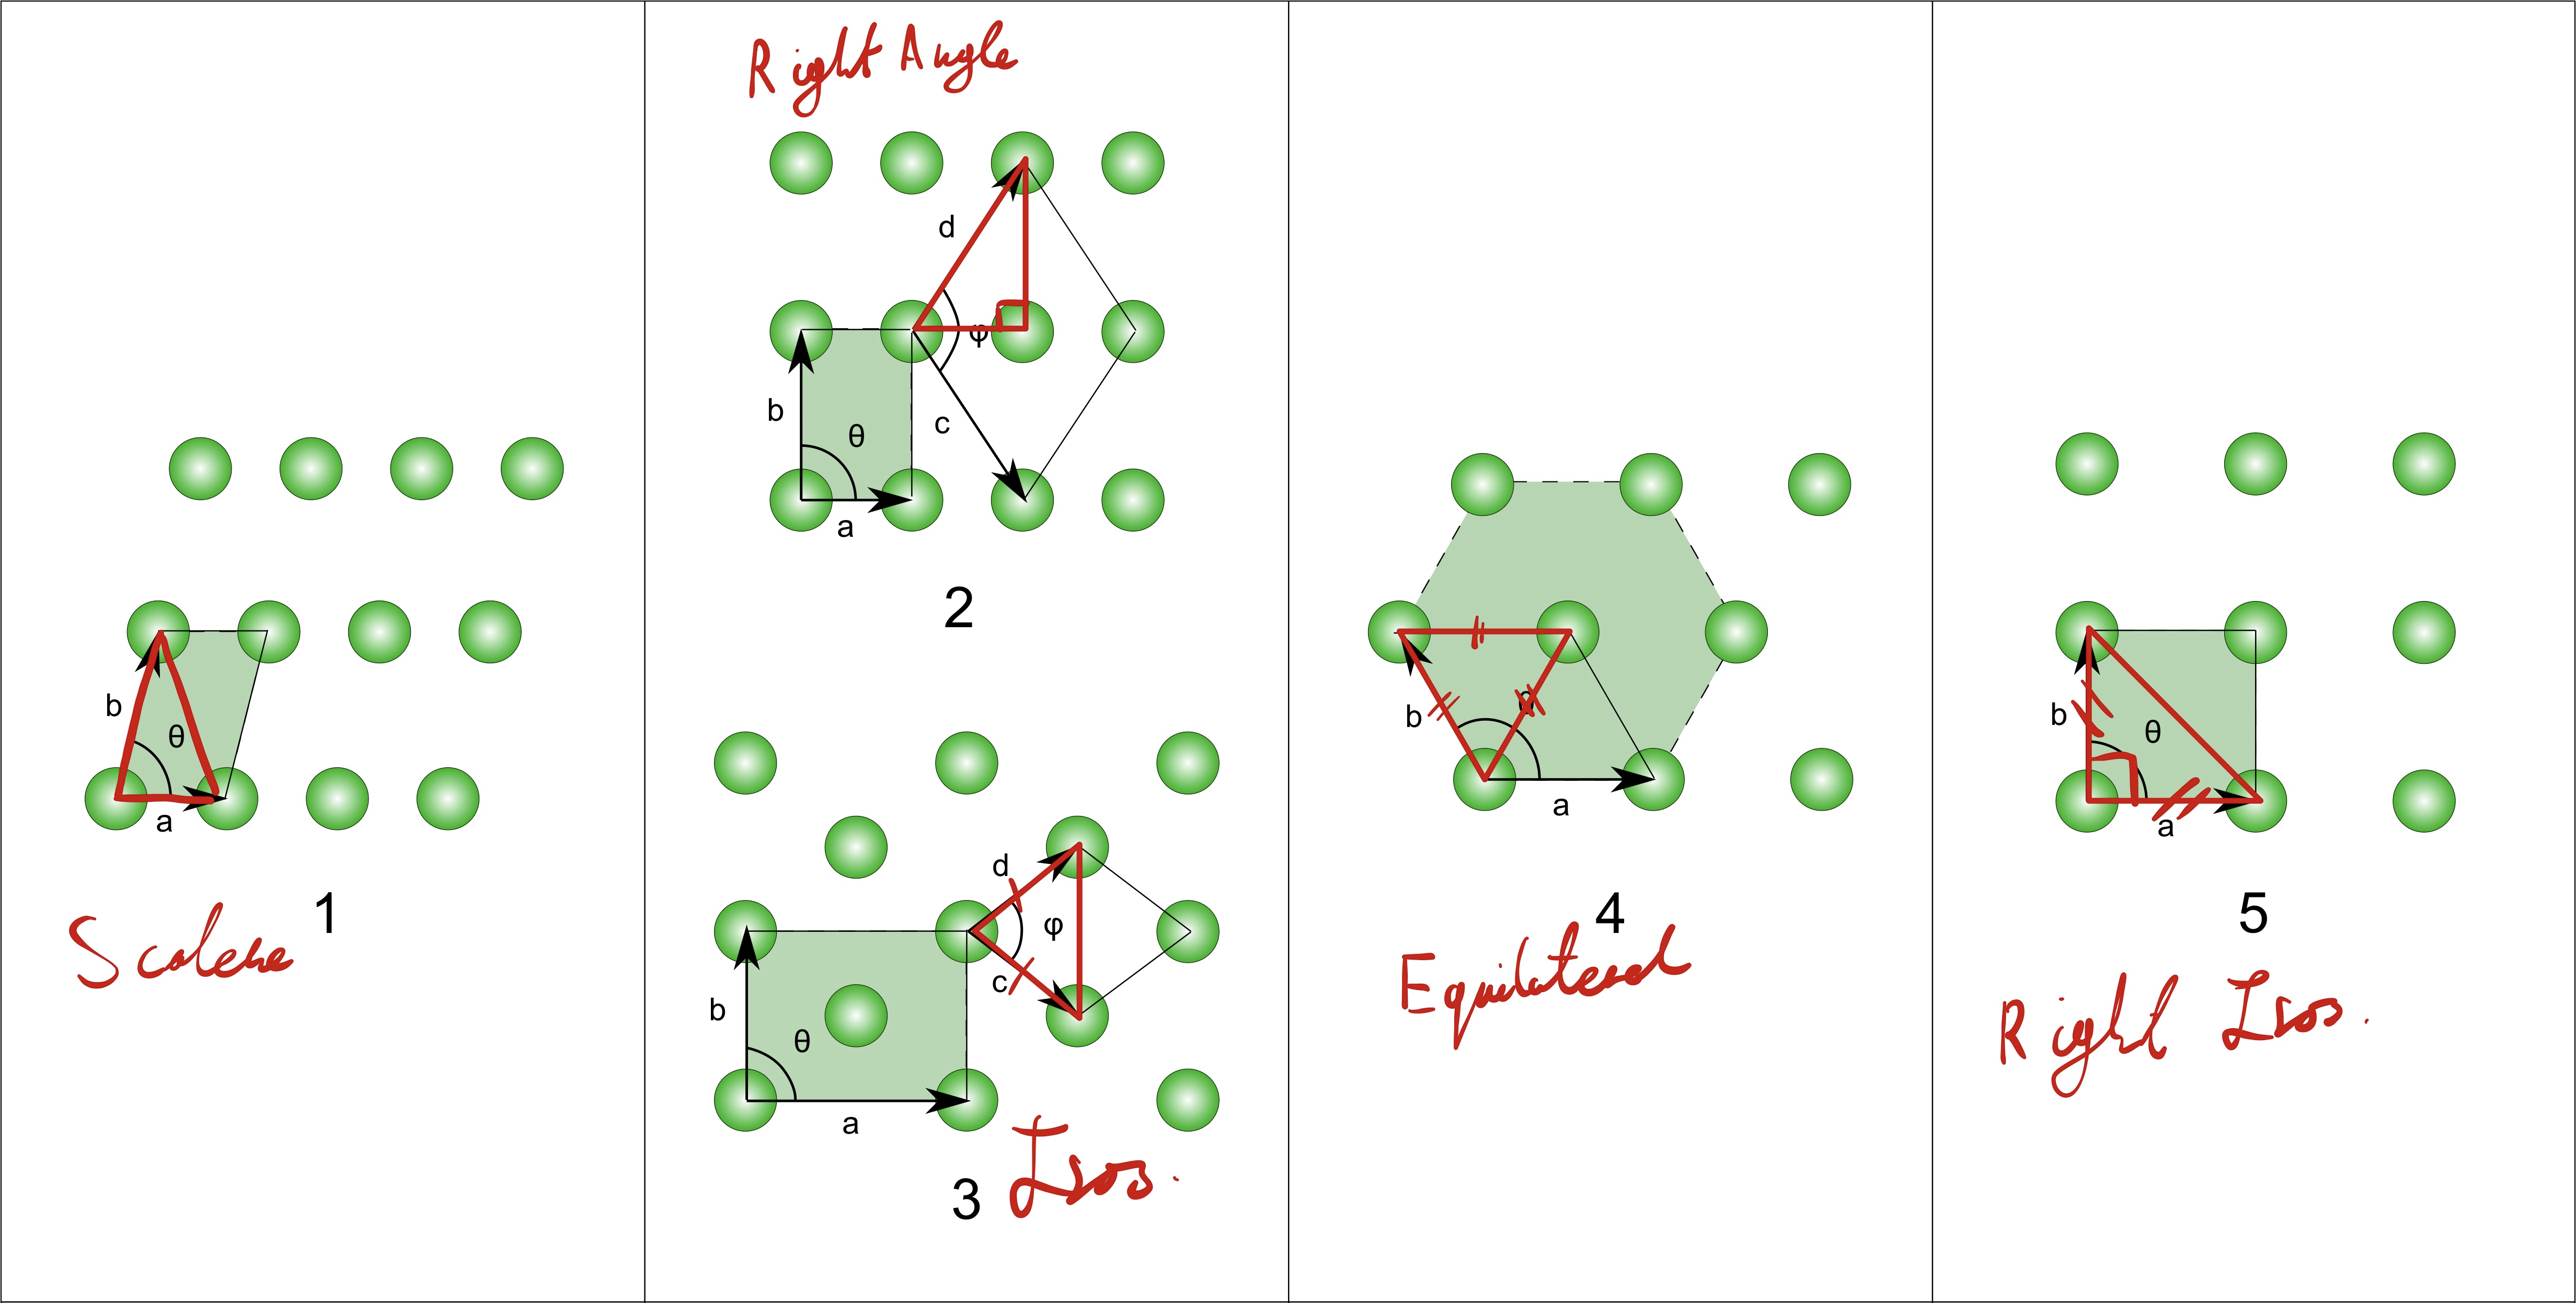 b
θ
a
1
Scalene
Right Angle
d
φ
b
θ
c
a
2
d
φ
c
b
θ
a
3
Isos.
b
a
4
Equilateral
b
θ
a
5
Right Isos.